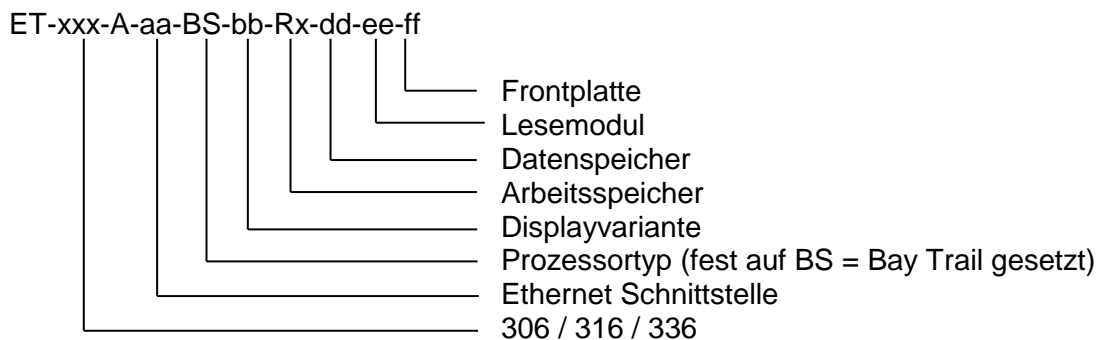 ET-xxx-A-aa-BS-bb-Rx-dd-ee-ff
Frontplatte
Lesemodul
Datenspeicher
Arbeitsspeicher
Displayvariante
Prozessortyp (fest auf BS = Bay Trail gesetzt)
Ethernet Schnittstelle
306 / 316 / 336